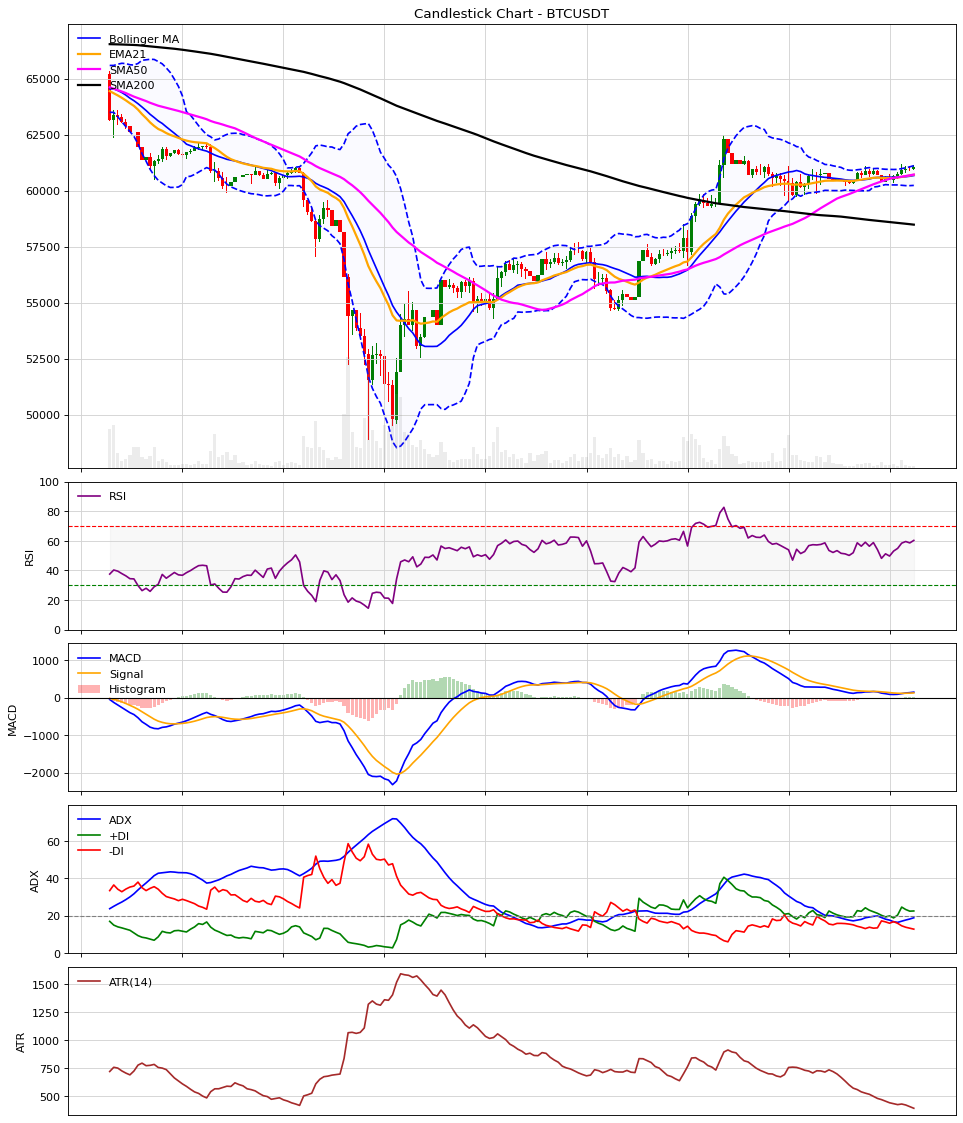 Candlestick Chart - BTCUSDT
Bollinger MA
EMA21
SMA50
SMA200
65000
62500
60000
57500
55000
52500
50000
RSI
100
80
60
40
20
0
RSI
MACD
Signal
Histogram
1000
0
−1000
−2000
MACD
ADX
+DI
-DI
60
40
20
0
ADX
ATR(14)
1500
1250
1000
750
500
ATR